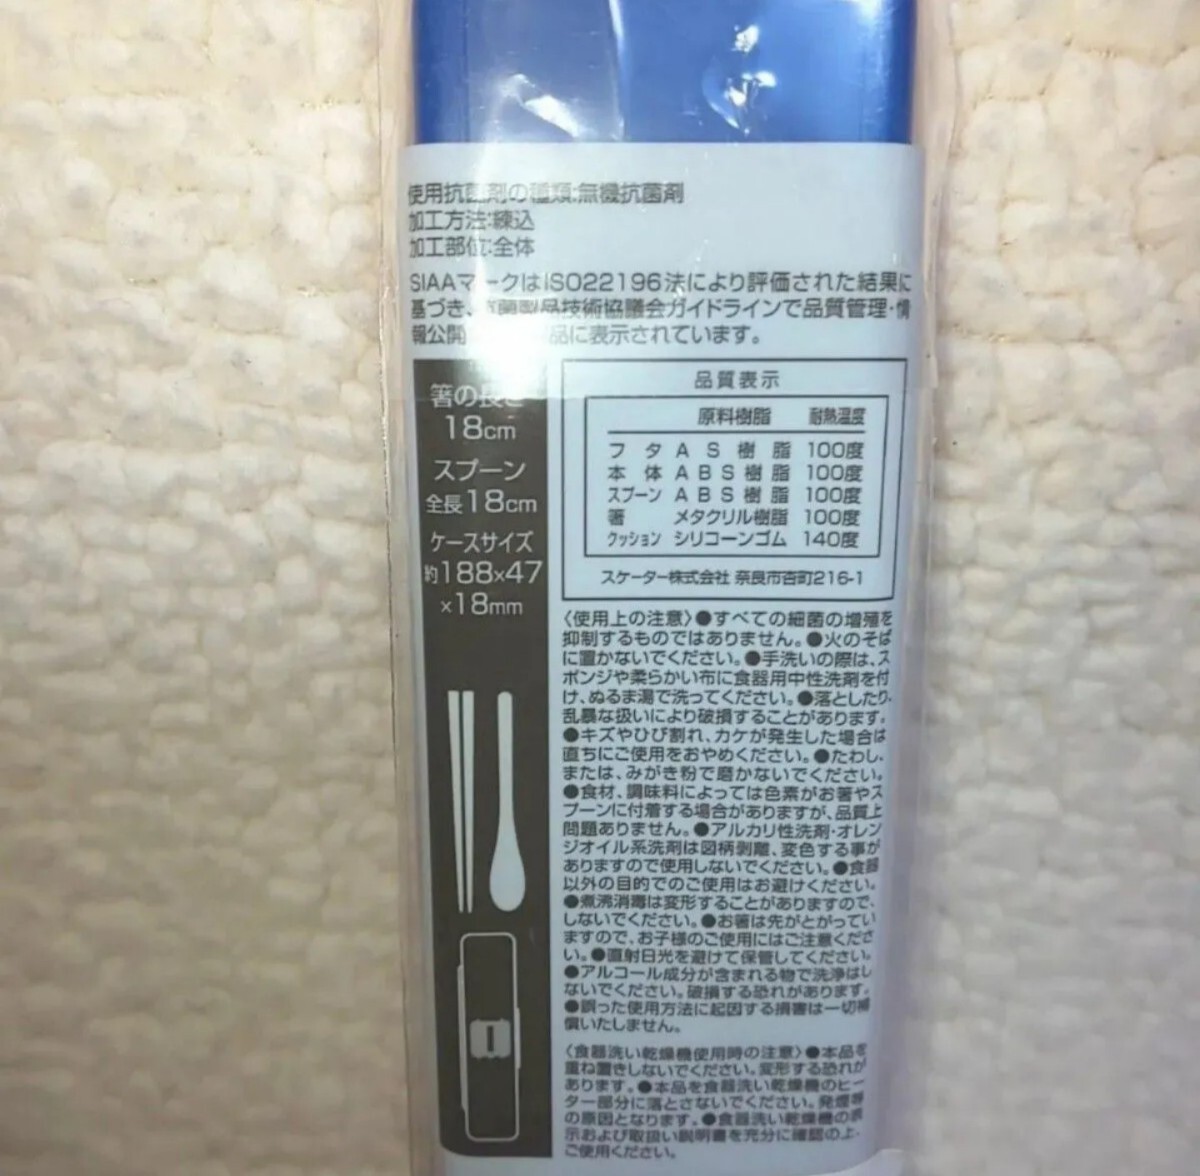 使用抗菌剤の種類:無機抗菌剤
加工方法:練込
加工部位:全体
SIAAマークはISO22196法により評価された結果に
基づき、菌製品技術協議会ガイドラインで品質管理・情
報公開 品に表示されています。
箸の長さ
18cm
スプーン
全長18cm
ケースサイズ
約188×47
×18mm
品質表示
原料樹脂 耐熱温度
フタ AS樹脂 100度
本体 ABS樹脂 100度
スプーン ABS樹脂 100度
箸 メタクリル樹脂 100度
クッション シリコーンゴム 140度
スケーター株式会社 奈良市杏町216-1
〈使用上の注意〉●すべての細菌の増殖を
抑制するものではありません。●火のそば
に置かないでください。●手洗いの際は、ス
ポンジや柔らかい布に食器用中性洗剤を付
け、ぬるま湯で洗ってください。●落としたり、
乱暴な扱いにより破損することがあります。
●キズやひび割れ、カケが発生した場合は
直ちにご使用をおやめください。●たわし、
または、みがき粉で磨かないでください。
●食材、調味料によっては色素がお箸やス
プーンに付着する場合がありますが、品質上
問題ありません。●アルカリ性洗剤・オレン
ジオイル系洗剤は図柄剥離、変色する事が
ありますので使用しないでください。●食器
以外の目的でのご使用はお避けください。
●煮沸消毒は変形することがありますので、
しないでください。●お箸は先がとがってい
ますので、お子様のご使用にはご注意くださ
い。●直射日光を避けて保管してください。
●アルコール成分が含まれる物で洗浄はし
ないでください。破損する恐れがあります。
●誤った使用方法に起因する損害は一切補
償いたしません。
〈食器洗い乾燥機使用時の注意〉●本品を
重ね置きしないでください。変形する恐れが
あります。●本品を食器洗い乾燥機のヒー
ター部分に落とさないでください。発煙等
の原因となります。●食器洗い乾燥機の表
示および取扱い説明書を充分に確認の上、
ご使用ください。